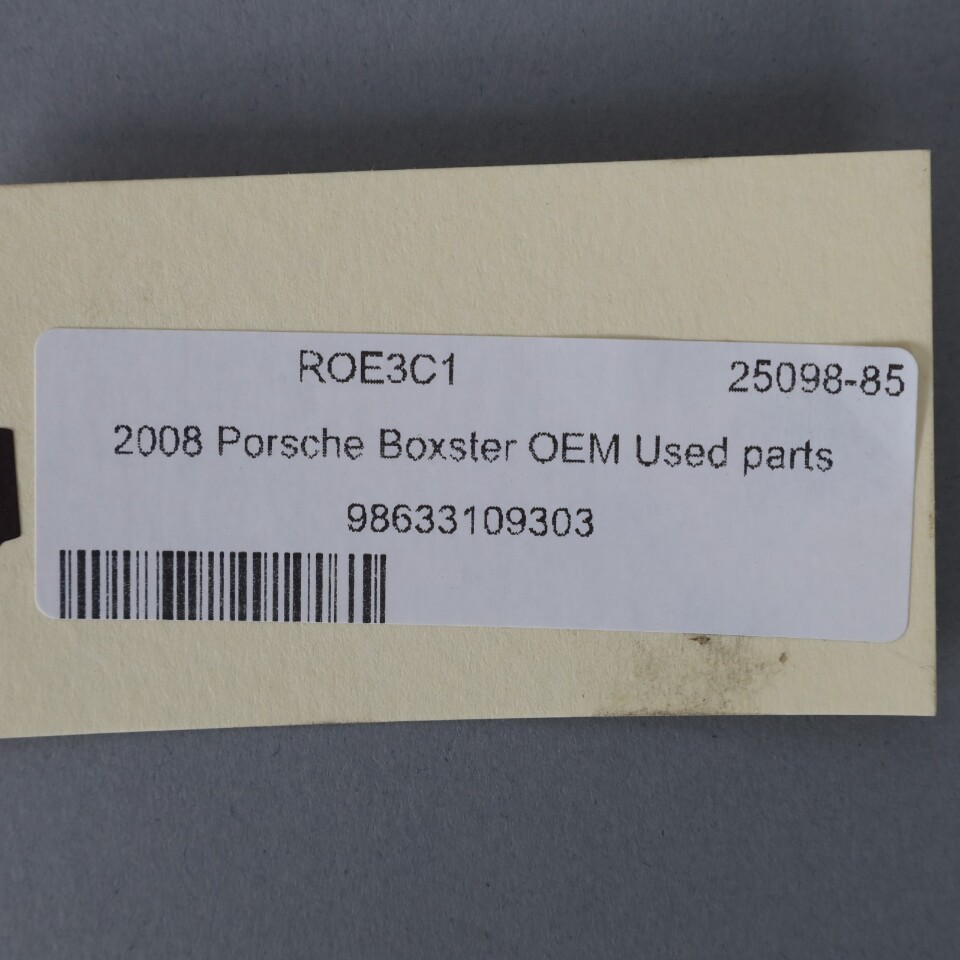 ROE3C1 25098-85
2008 Porsche Boxster OEM Used parts
98633109303